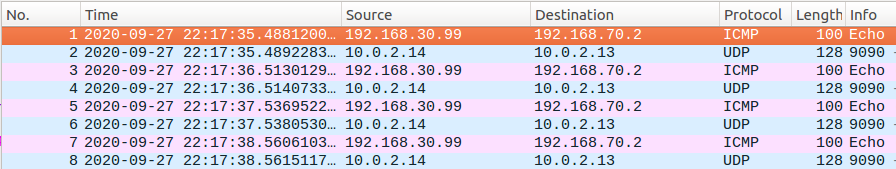 No. Time Source Destination Protocol Length Info
1 2020-09-27 22:17:35.4881200… 192.168.30.99 192.168.70.2 ICMP 100 Echo
2 2020-09-27 22:17:35.4892283… 10.0.2.14 10.0.2.13 UDP 128 9090
3 2020-09-27 22:17:36.5130129… 192.168.30.99 192.168.70.2 ICMP 100 Echo
4 2020-09-27 22:17:36.5140733… 10.0.2.14 10.0.2.13 UDP 128 9090
5 2020-09-27 22:17:37.5369522… 192.168.30.99 192.168.70.2 ICMP 100 Echo
6 2020-09-27 22:17:37.5380530… 10.0.2.14 10.0.2.13 UDP 128 9090
7 2020-09-27 22:17:38.5606103… 192.168.30.99 192.168.70.2 ICMP 100 Echo
8 2020-09-27 22:17:38.5615117… 10.0.2.14 10.0.2.13 UDP 128 9090